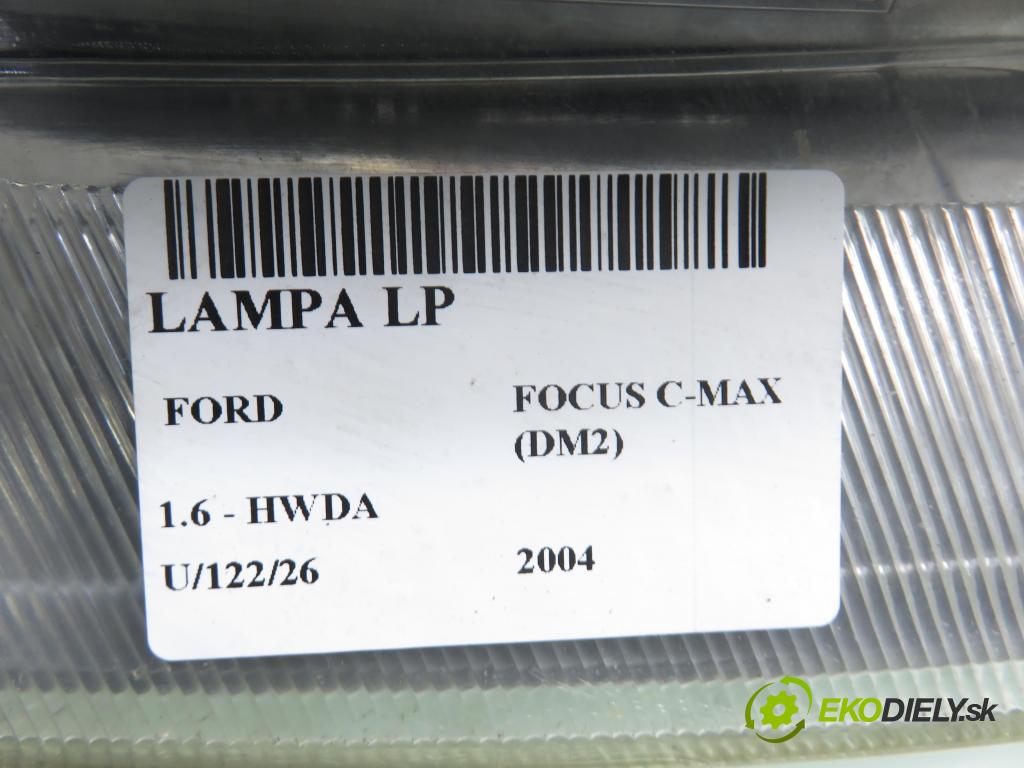 LAMPA LP
FORD
FOCUS C-MAX
(DM2)
1.6 - HWDA
U/122/26
2004
EKODIELY.sk